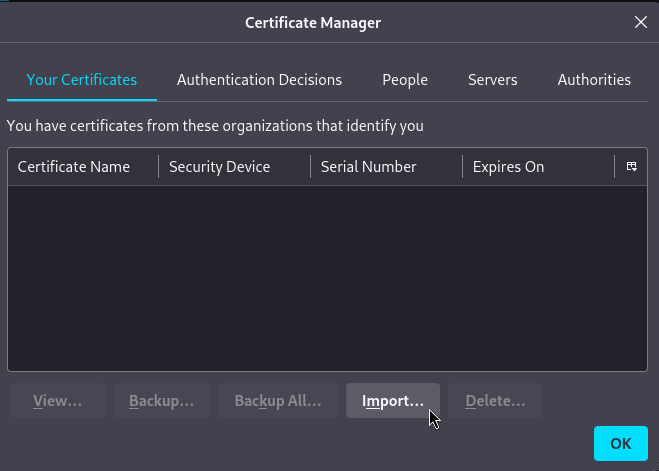 Certificate Manager
Your Certificates Authentication Decisions People Servers Authorities
You have certificates from these organizations that identify you
Certificate Name Security Device Serial Number Expires On
View... Backup... Backup All... Import... Delete...
OK